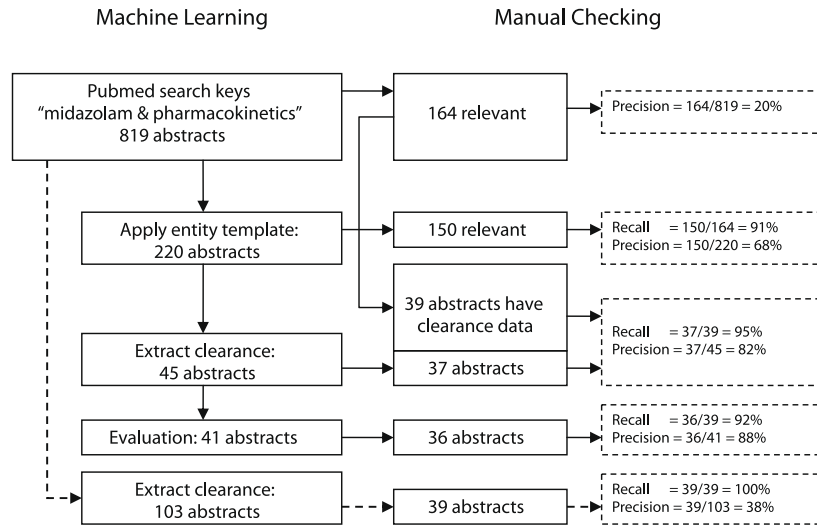 Machine Learning
Manual Checking
Pubmed search keys
“midazolam & pharmacokinetics”
819 abstracts
164 relevant
Precision = 164/819 = 20%
Apply entity template:
220 abstracts
150 relevant
Recall = 150/164 = 91%
Precision = 150/220 = 68%
39 abstracts have
clearance data
Extract clearance:
45 abstracts
37 abstracts
Recall = 37/39 = 95%
Precision = 37/45 = 82%
Evaluation: 41 abstracts
36 abstracts
Recall = 36/39 = 92%
Precision = 36/41 = 88%
Extract clearance:
103 abstracts
39 abstracts
Recall = 39/39 = 100%
Precision = 39/103 = 38%